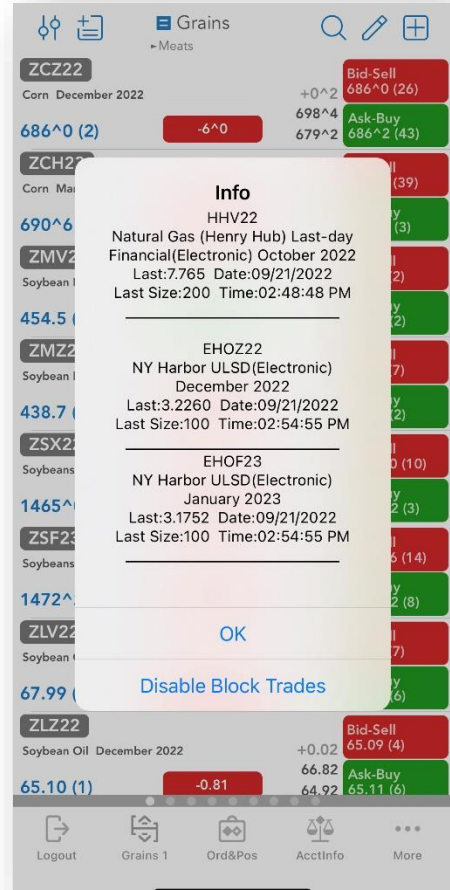 Grains
►Meats
ZCZ22
Corn December 2022
+0^2
Bid-Sell
686^0 (26)
686^0 (2)
-6^0
698^4
679^2
Ask-Buy
686^2 (43)
ZCH22
Corn Mar
(39)
690^6
(3)
ZMV2
Soybean
2)
454.5
(2)
ZMZ2
Soybean
7)
438.7
(2)
ZSX22
Soybeans
0 (10)
1465^
2 (3)
ZSF23
Soybeans
6 (14)
1472^
2 (8)
ZLV22
Soybean
7)
67.99
(6)
Info
HHV22
Natural Gas (Henry Hub) Last-day
Financial(Electronic) October 2022
Last:7.765 Date:09/21/2022
Last Size:200 Time:02:48:48 PM
EHOZ22
NY Harbor ULSD(Electronic)
December 2022
Last:3.2260 Date:09/21/2022
Last Size:100 Time:02:54:55 PM
EHOF23
NY Harbor ULSD(Electronic)
January 2023
Last:3.1752 Date:09/21/2022
Last Size:100 Time:02:54:55 PM
OK
Disable Block Trades
ZLZ22
Soybean Oil December 2022
+0.02
Bid-Sell
65.09 (4)
65.10 (1)
-0.81
66.82
64.92
Ask-Buy
65.11 (6)
Logout
Grains 1
Ord&Pos
AcctInfo
More